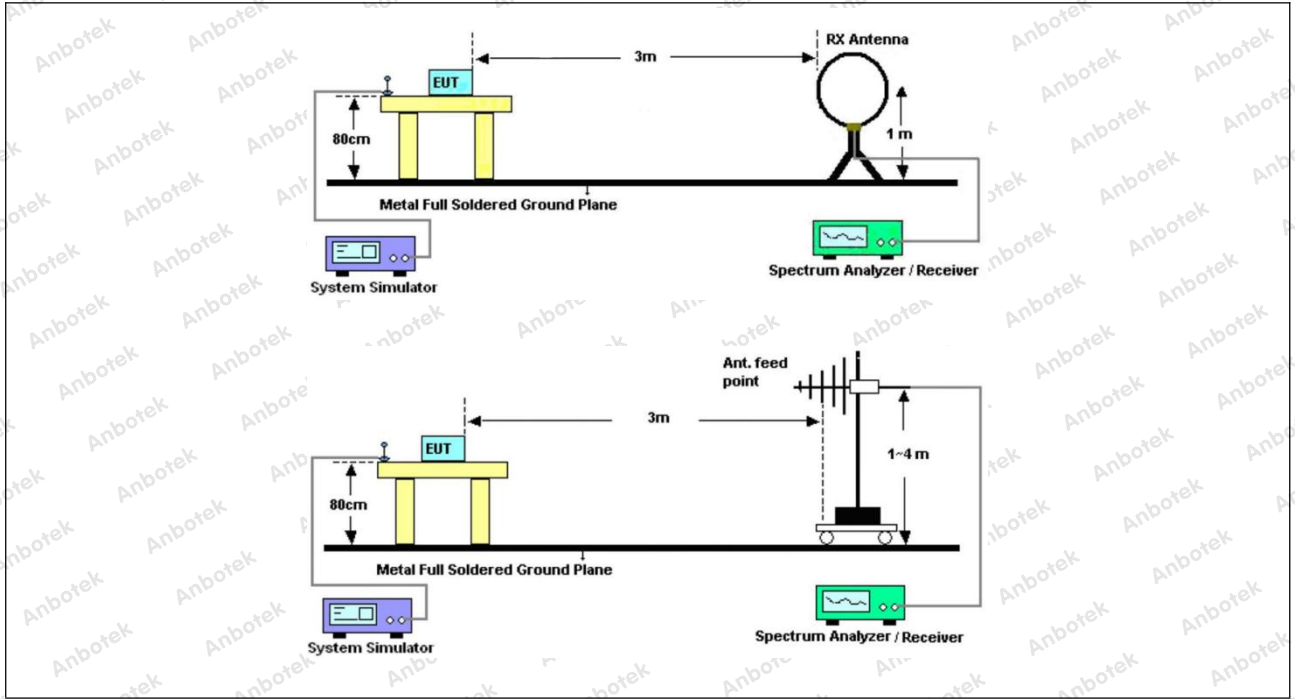 RX Antenna
3m
EUT
80cm
1 m
Metal Full Soldered Ground Plane
System Simulator
Spectrum Analyzer / Receiver
Ant. feed
point
3m
EUT
1~4 m
80cm
Metal Full Soldered Ground Plane
System Simulator
Spectrum Analyzer / Receiver
Anbotek